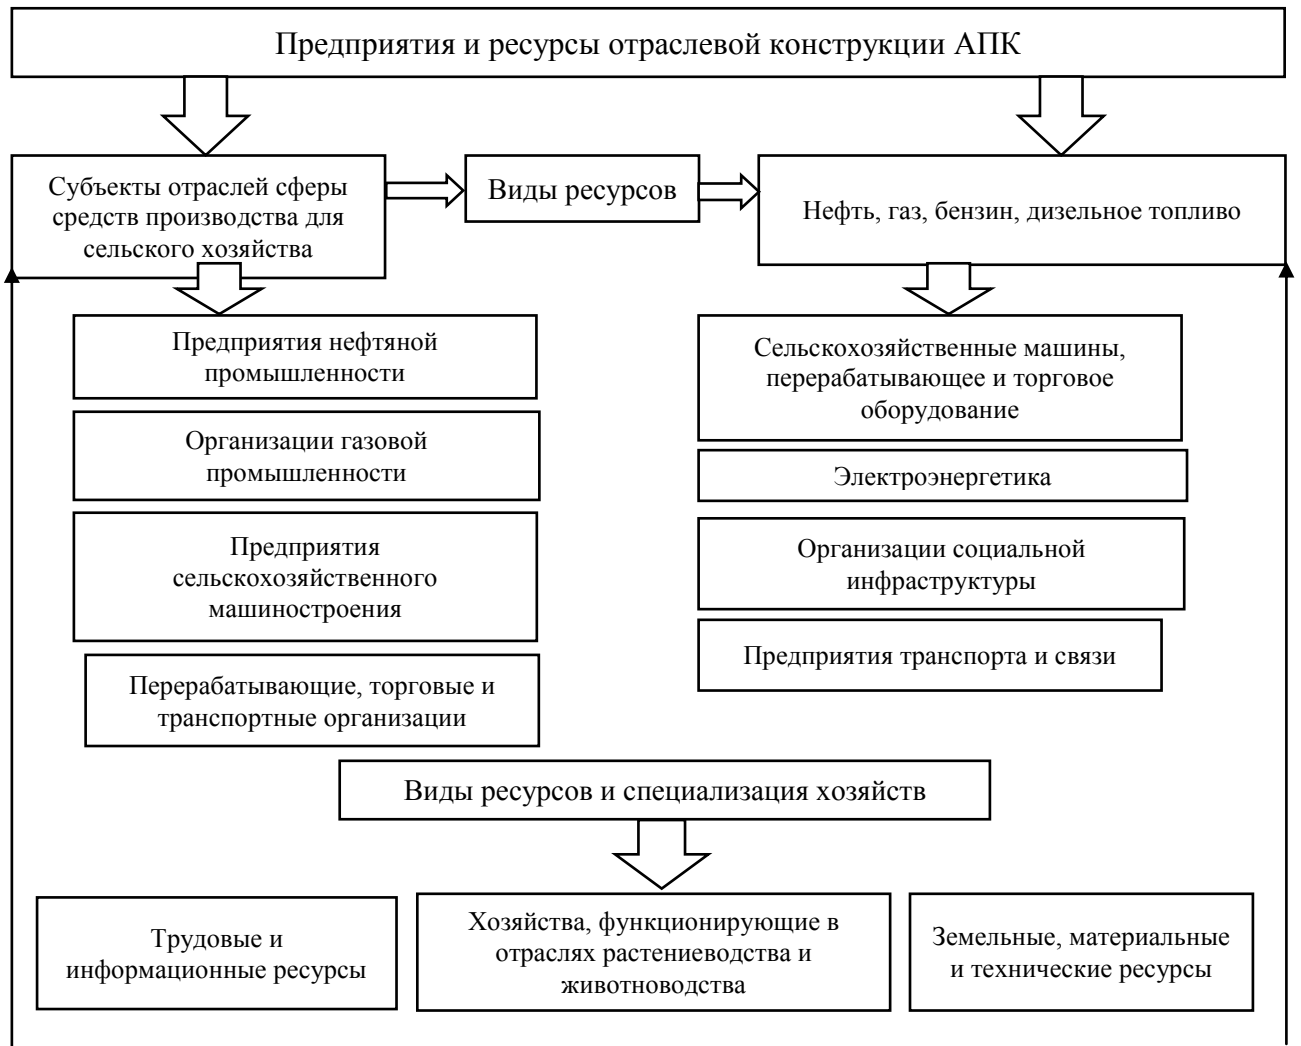 Предприятия и ресурсы отраслевой конструкции АПК
Субъекты отраслей сферы
средств производства для
сельского хозяйства
Виды ресурсов
Нефть, газ, бензин, дизельное топливо
Предприятия нефтяной
промышленности
Организации газовой
промышленности
Предприятия
сельскохозяйственного
машиностроения
Перерабатывающие, торговые и
транспортные организации
Сельскохозяйственные машины,
перерабатывающее и торговое
оборудование
Электроэнергетика
Организации социальной
инфраструктуры
Предприятия транспорта и связи
Виды ресурсов и специализация хозяйств
Трудовые и
информационные ресурсы
Хозяйства, функционирующие в
отраслях растениеводства и
животноводства
Земельные, материальные
и технические ресурсы